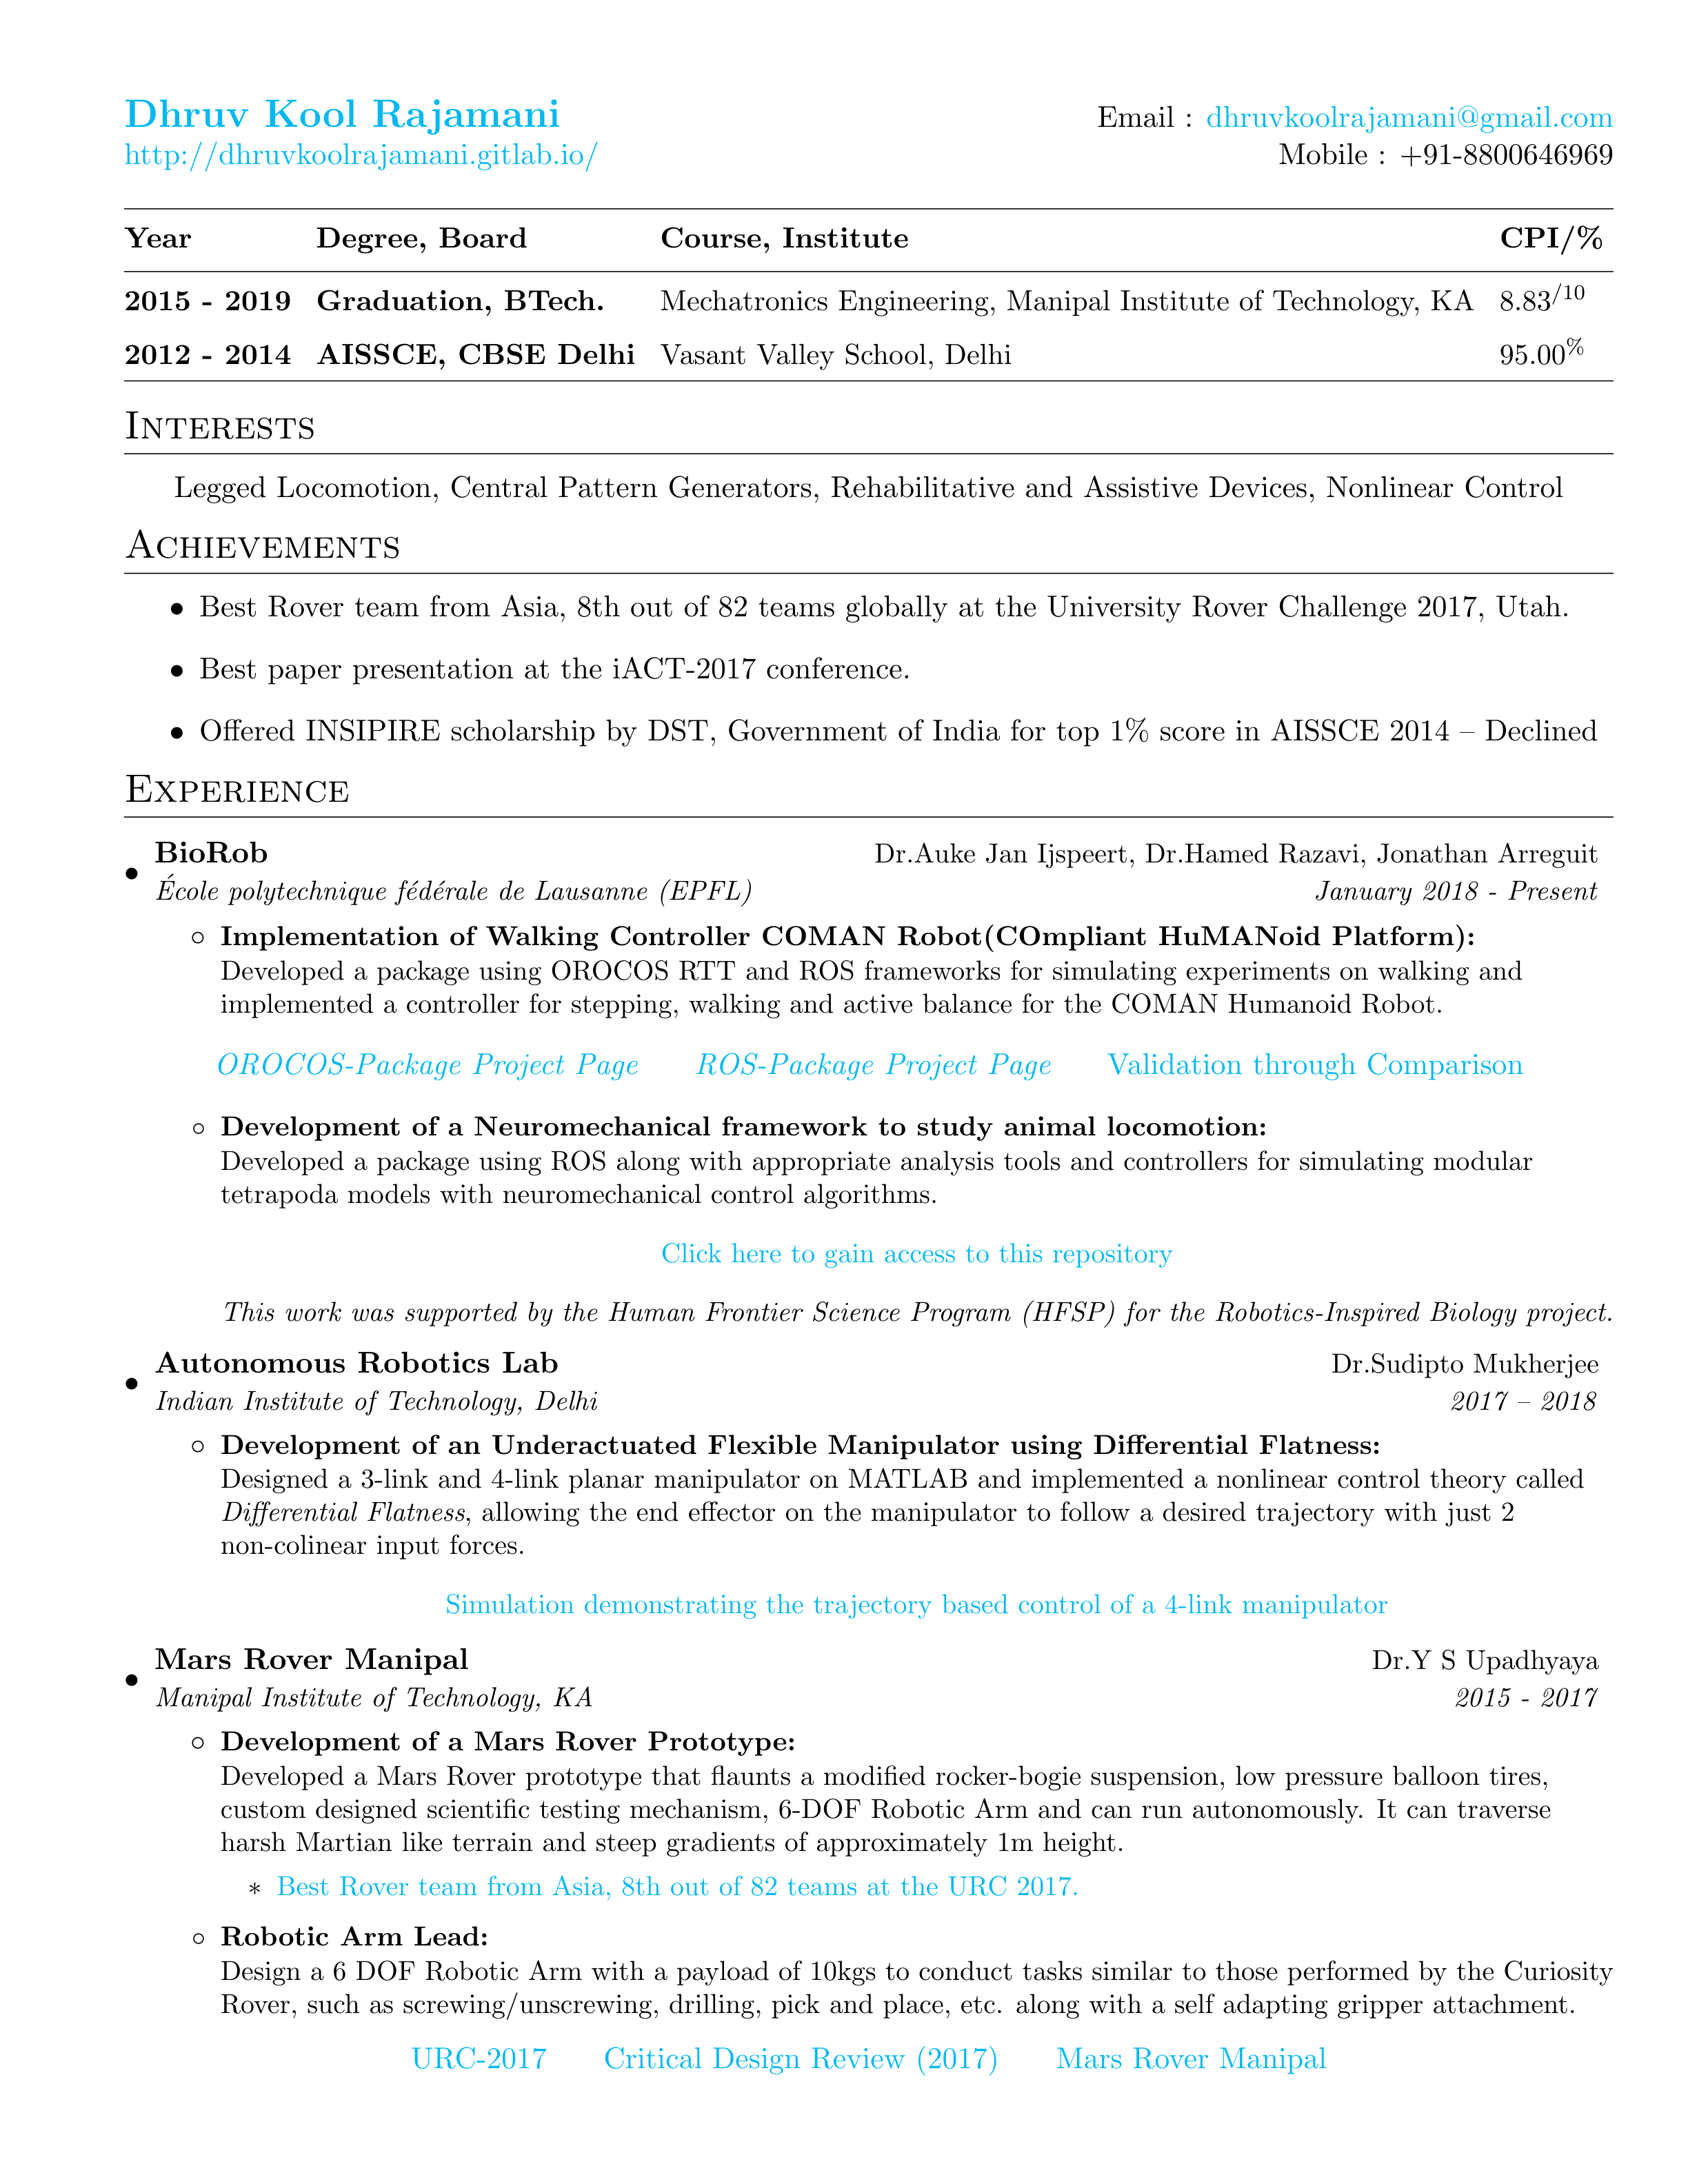 Dhruv Kool Rajamani Email : dhruvkoolrajamani@gmail.com
http://dhruvkoolrajamani.gitlab.io/ Mobile : +91-8800646969
Year Degree, Board Course, Institute CPI/%
2015 - 2019 Graduation, BTech. Mechatronics Engineering, Manipal Institute of Technology, KA 8.83/10
2012 - 2014 AISSCE, CBSE Delhi Vasant Valley School, Delhi 95.00%
Interests
Legged Locomotion, Central Pattern Generators, Rehabilitative and Assistive Devices, Nonlinear Control
Achievements
• Best Rover team from Asia, 8th out of 82 teams globally at the University Rover Challenge 2017, Utah.
• Best paper presentation at the iACT-2017 conference.
• Offered INSIPIRE scholarship by DST, Government of India for top 1% score in AISSCE 2014 – Declined
Experience
• BioRob Dr.Auke Jan Ijspeert, Dr.Hamed Razavi, Jonathan Arreguit
École polytechnique fédérale de Lausanne (EPFL) January 2018 - Present
◦ Implementation of Walking Controller COMAN Robot(COmpliant HuMANoid Platform):
Developed a package using OROCOS RTT and ROS frameworks for simulating experiments on walking and
implemented a controller for stepping, walking and active balance for the COMAN Humanoid Robot.
OROCOS-Package Project Page ROS-Package Project Page Validation through Comparison
◦ Development of a Neuromechanical framework to study animal locomotion:
Developed a package using ROS along with appropriate analysis tools and controllers for simulating modular
tetrapoda models with neuromechanical control algorithms.
Click here to gain access to this repository
This work was supported by the Human Frontier Science Program (HFSP) for the Robotics-Inspired Biology project.
• Autonomous Robotics Lab Dr.Sudipto Mukherjee
Indian Institute of Technology, Delhi 2017 – 2018
◦ Development of an Underactuated Flexible Manipulator using Differential Flatness:
Designed a 3-link and 4-link planar manipulator on MATLAB and implemented a nonlinear control theory called
Differential Flatness, allowing the end effector on the manipulator to follow a desired trajectory with just 2
non-colinear input forces.
Simulation demonstrating the trajectory based control of a 4-link manipulator
• Mars Rover Manipal Dr.Y S Upadhyaya
Manipal Institute of Technology, KA 2015 - 2017
◦ Development of a Mars Rover Prototype:
Developed a Mars Rover prototype that flaunts a modified rocker-bogie suspension, low pressure balloon tires,
custom designed scientific testing mechanism, 6-DOF Robotic Arm and can run autonomously. It can traverse
harsh Martian like terrain and steep gradients of approximately 1m height.
∗ Best Rover team from Asia, 8th out of 82 teams at the URC 2017.
◦ Robotic Arm Lead:
Design a 6 DOF Robotic Arm with a payload of 10kgs to conduct tasks similar to those performed by the Curiosity
Rover, such as screwing/unscrewing, drilling, pick and place, etc. along with a self adapting gripper attachment.
URC-2017 Critical Design Review (2017) Mars Rover Manipal